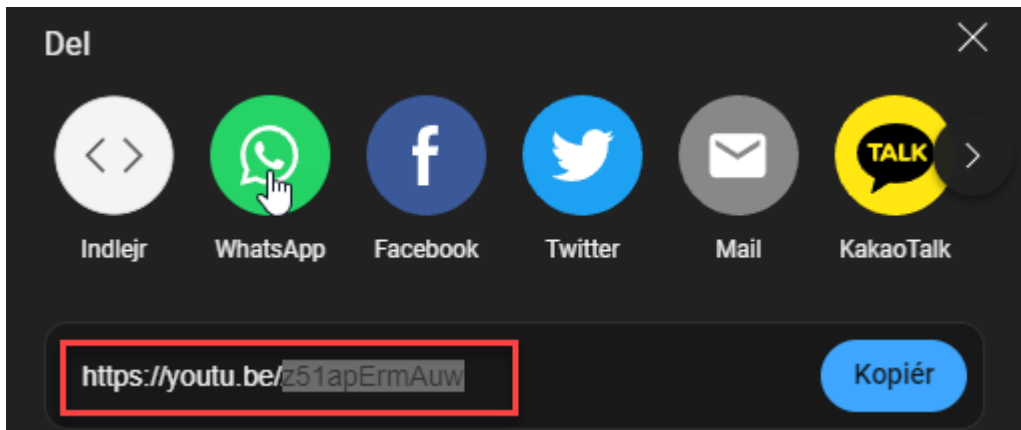 Del
TALK
Indlejr WhatsApp Facebook Twitter Mail KakaoTalk
https://youtu.be/z51apErmAuw Kopiér